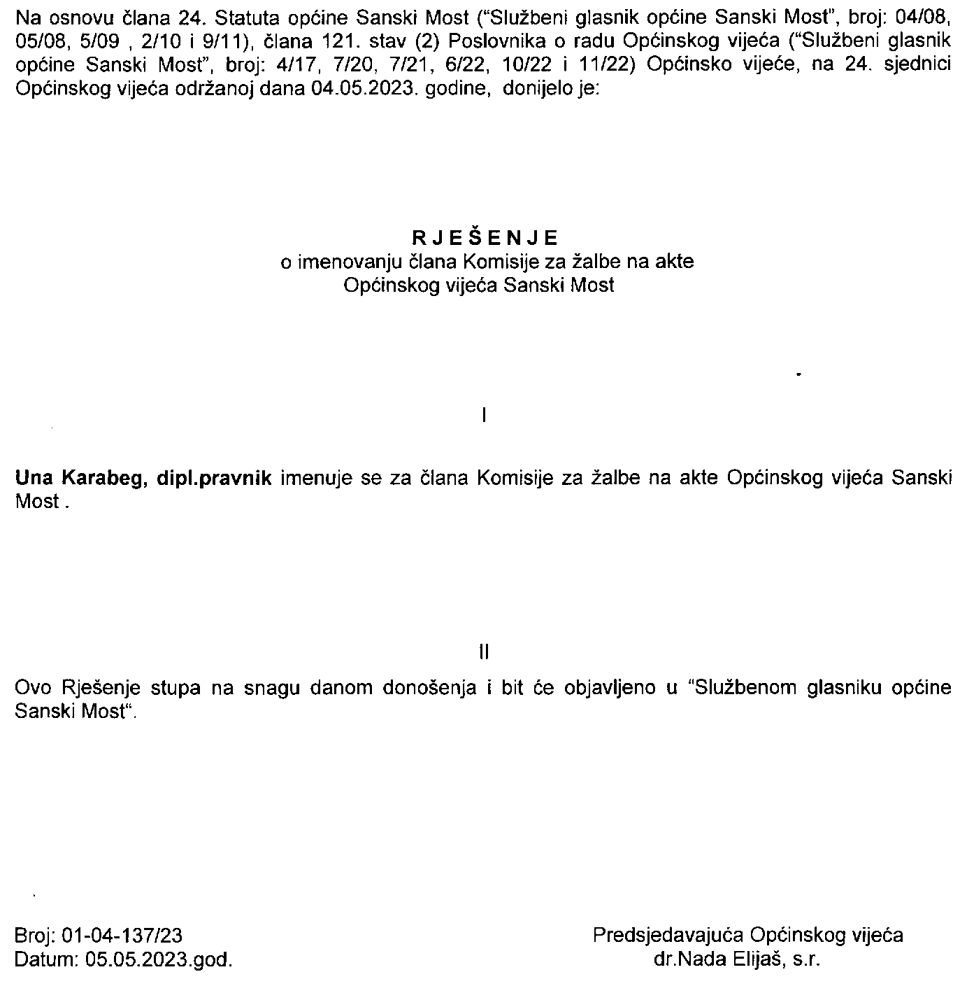 Na osnovu člana 24. Statuta općine Sanski Most (“Službeni glasnik općine Sanski Most”, broj: 04/08,
05/08, 5/09 , 2/10 i 9/11), člana 121. stav (2) Poslovnika o radu Općinskog vijeća (“Službeni glasnik
općine Sanski Most”, broj: 4/17, 7/20, 7/21, 6/22, 10/22 i 11/22) Općinsko vijeće, na 24. sjednici
Općinskog vijeća održanoj dana 04.05.2023. godine, donijelo je:
R J E Š E N J E
o imenovanju člana Komisije za žalbe na akte
Općinskog vijeća Sanski Most
I
Una Karabeg, dipl.pravnik imenuje se za člana Komisije za žalbe na akte Općinskog vijeća Sanski
Most .
II
Ovo Rješenje stupa na snagu danom donošenja i bit će objavljeno u “Službenom glasniku općine
Sanski Most“.
Broj: 01-04-137/23
Predsjedavajuća Općinskog vijeća
Datum: 05.05.2023.god.
dr.Nada Elijaš, s.r.